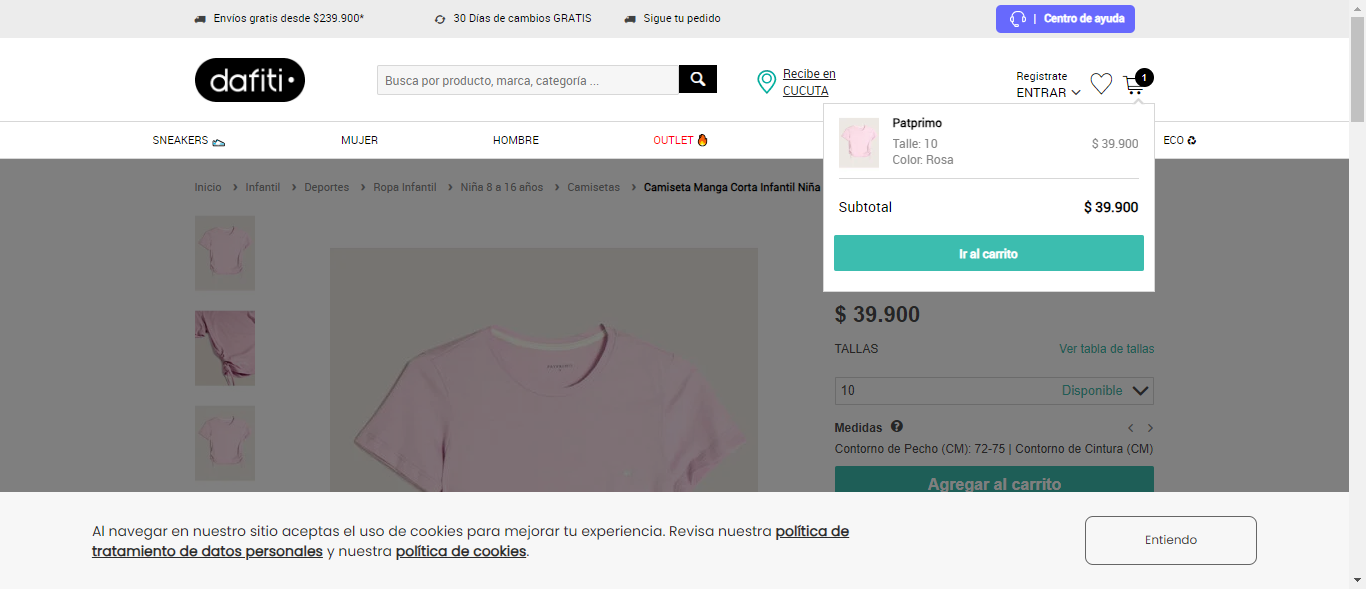 Envíos gratis desde $239.900*
30 Días de cambios GRATIS
Sigue tu pedido
| Centro de ayuda
dafiti
Busca por producto, marca, categoría ...
Recibe en
CUCUTA
Registrate
ENTRAR
1
SNEAKERS
MUJER
HOMBRE
OUTLET
ECO
Patprimo
Talle: 10
$ 39.900
Color: Rosa
Subtotal
$ 39.900
Ir al carrito
Inicio > Infantil > Deportes > Ropa Infantil > Niña 8 a 16 años > Camisetas > Camiseta Manga Corta Infantil Niña
$ 39.900
TALLAS
Ver tabla de tallas
10
Disponible
Medidas
Contorno de Pecho (CM): 72-75 | Contorno de Cintura (CM)
Agregar al carrito
Al navegar en nuestro sitio aceptas el uso de cookies para mejorar tu experiencia. Revisa nuestra política de
tratamiento de datos personales y nuestra política de cookies.
Entiendo